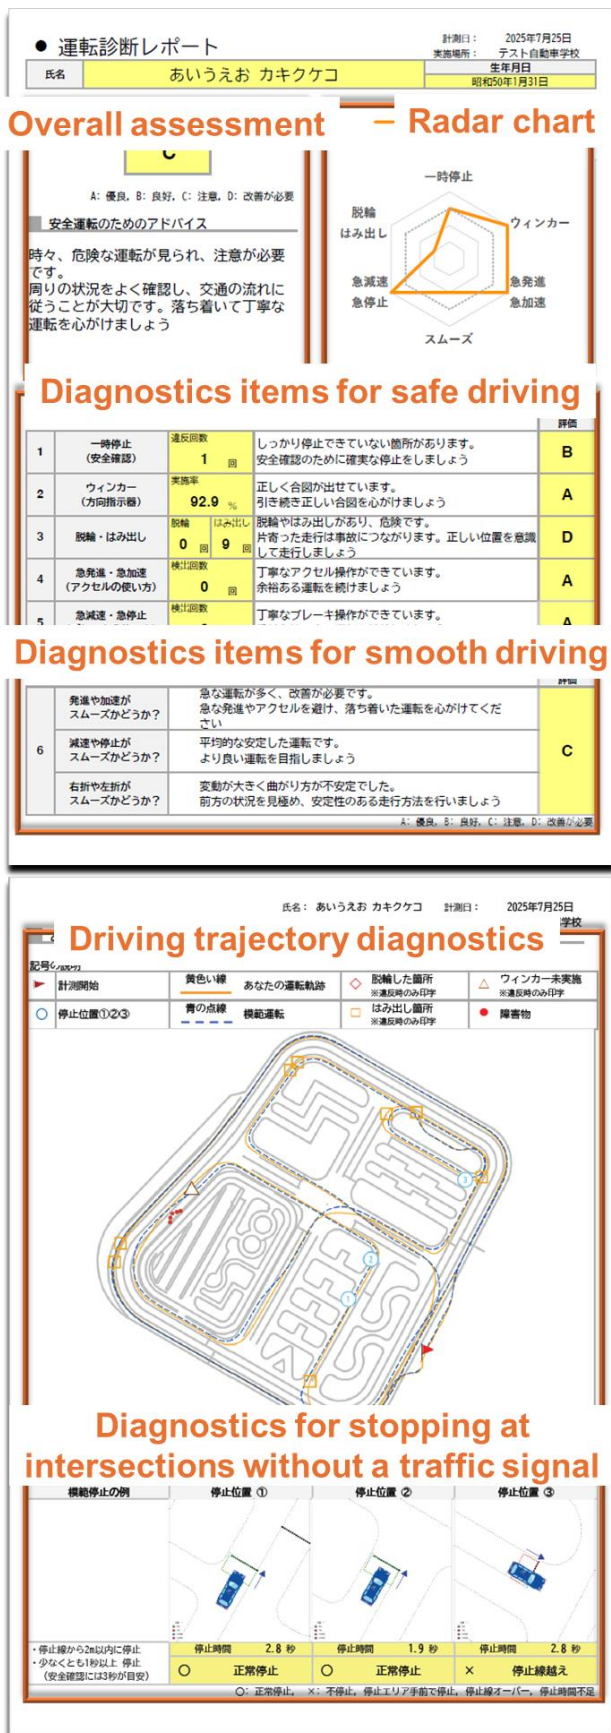 ● 運転診断レポート
計測日： 2025年7月25日
実施場所： テスト自動車学校
氏名 あいうえお カキクケコ
生年月日
昭和50年1月31日
Overall assessment
Radar chart
C
A: 優良, B: 良好, C: 注意, D: 改善が必要
安全運転のためのアドバイス
時々、危険な運転が見られ、注意が必要
です。
周りの状況をよく確認し、交通の流れに
従うことが大切です。落ち着いて丁寧な
運転を心がけましょう
一時停止
ウィンカー
急発進
急加速
スムーズ
急減速
急停止
脱輪
はみ出し
Diagnostics items for safe driving
評価
1 一時停止
（安全確認）
違反回数
1 回
しっかり停止できていない箇所があります。
安全確認のために確実な停止をしましょう
B
2 ウィンカー
（方向指示器）
実施率
92.9 %
正しく合図が出せています。
引き続き正しい合図を心がけましょう
A
3 脱輪・はみ出し
脱輪 はみ出し
0 回 9 回
脱輪やはみ出しがあり、危険です。
片寄った走行は事故につながります。正しい位置を意識
して走行しましょう
D
4 急発進・急加速
（アクセルの使い方）
検出回数
0 回
丁寧なアクセル操作ができています。
余裕ある運転を続けましょう
A
5 急減速・急停止
検出回数
丁寧なブレーキ操作ができています。
A
Diagnostics items for smooth driving
評価
6
発進や加速が
スムーズかどうか？
急な運転が多く、改善が必要です。
急な発進やアクセルを避け、落ち着いた運転を心がけてくだ
さい
減速や停止が
スムーズかどうか？
平均的な安定した運転です。
より良い運転を目指しましょう
右折や左折が
スムーズかどうか？
変動が大きく曲がり方が不安定でした。
前方の状況を見極め、安定性のある走行方法を行いましょう
C
A: 優良, B: 良好, C: 注意, D: 改善が必要
氏名： あいうえお カキクケコ 計測日： 2025年7月25日
学校
Driving trajectory diagnostics
記号の説明
計測開始
黄色い線 あなたの運転軌跡
脱輪した箇所
※違反時のみ印字
ウィンカー未実施
※違反時のみ印字
停止位置①②③
青の点線 模範運転
はみ出し箇所
※違反時のみ印字
障害物
3
2
1
Diagnostics for stopping at
intersections without a traffic signal
模範停止の例 停止位置 ① 停止位置 ② 停止位置 ③
・停止線から2m以内に停止
・少なくとも1秒以上 停止
（安全確認には3秒が目安）
停止時間 2.8 秒 停止時間 1.9 秒 停止時間 2.8 秒
○ 正常停止 ○ 正常停止 × 停止線越え
○: 正常停止, ×: 不停止, 停止エリア手前で停止, 停止線オーバー, 停止時間不足